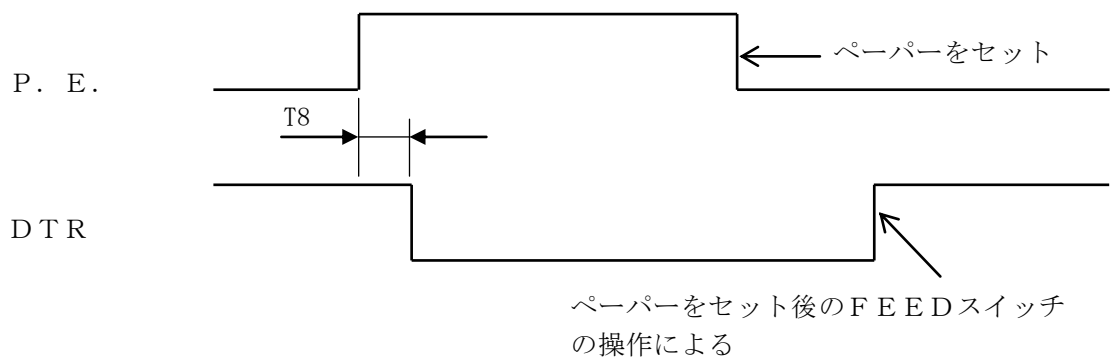 ペーパーをセット
Ｐ．Ｅ．
T8
ＤＴＲ
ペーパーをセット後のＦＥＥＤスイッチ
の操作による